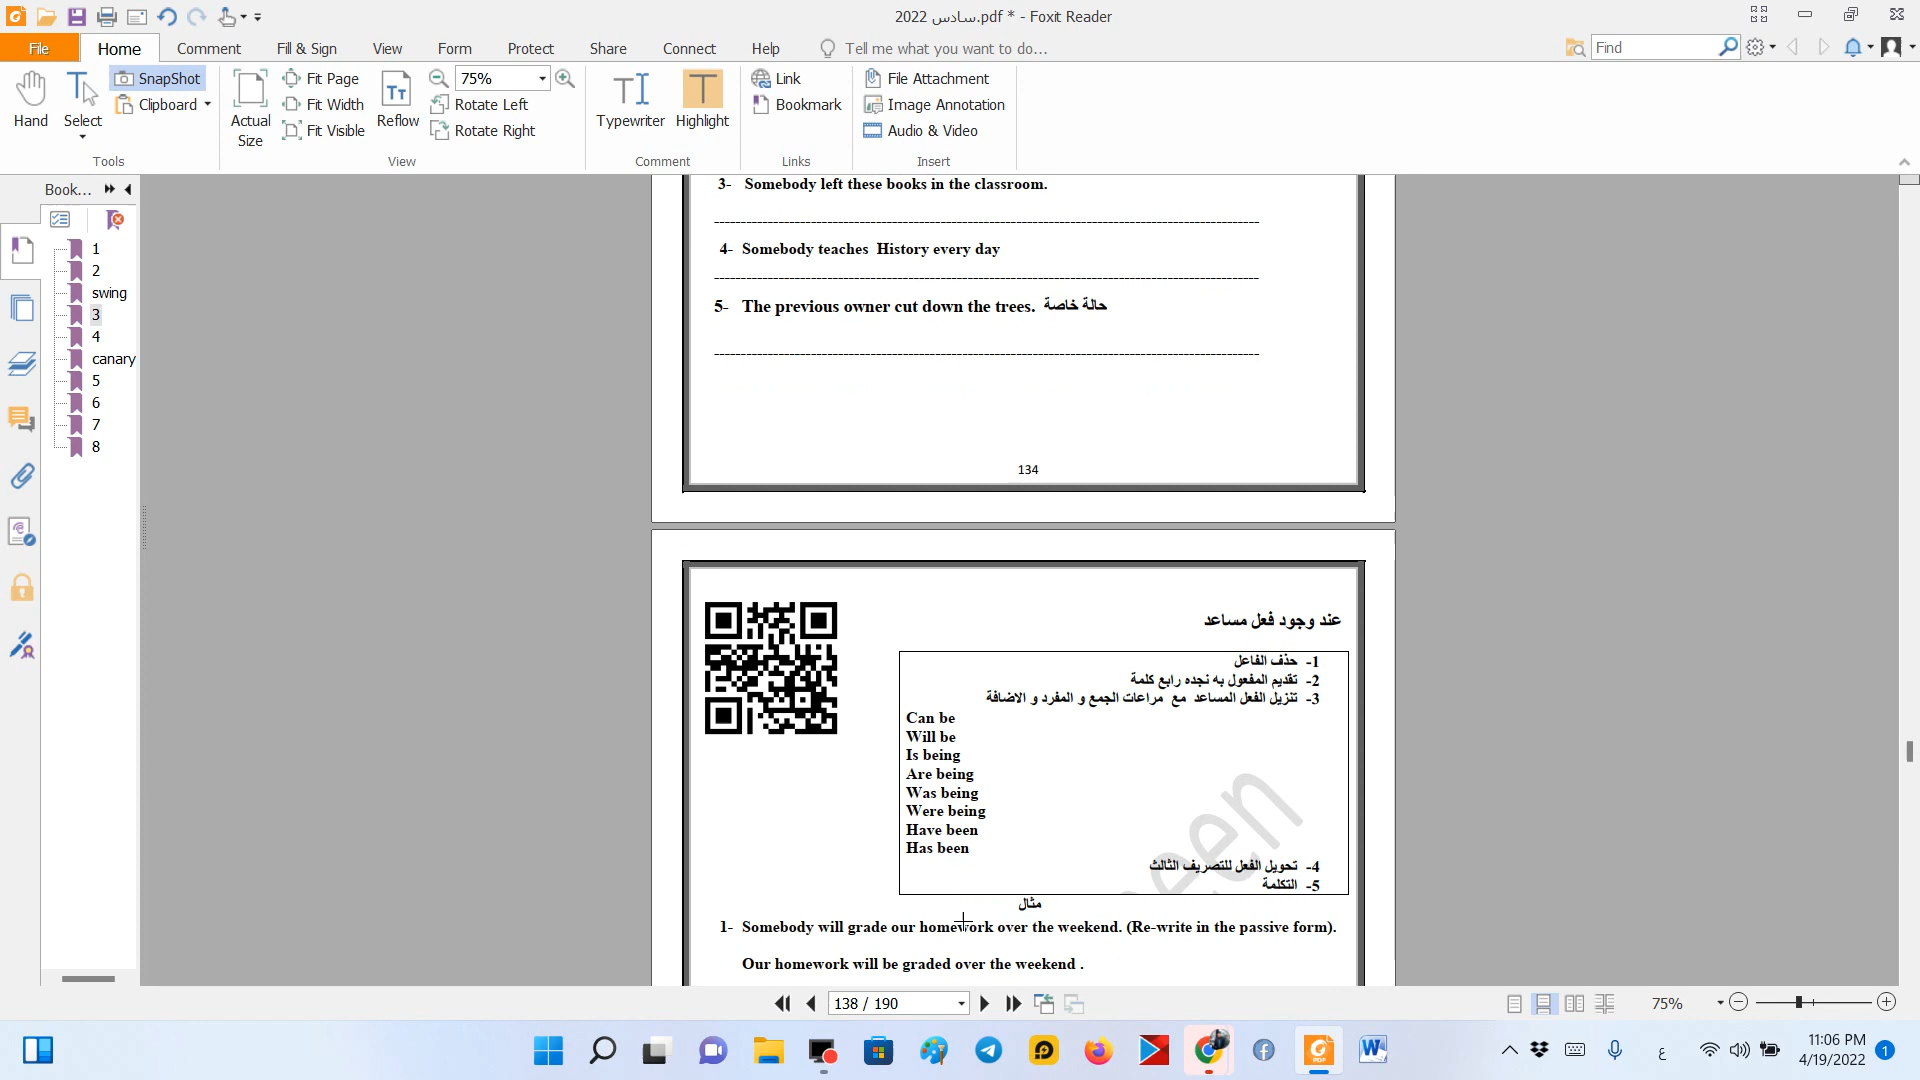 2022 سادس.pdf * - Foxit Reader
File
Home
Comment
Fill & Sign
View
Form
Protect
Share
Connect
Help
Tell me what you want to do...
Find
Hand
Select
SnapShot
Clipboard
Tools
Actual Size
Fit Page
Fit Width
Fit Visible
Reflow
75%
Rotate Left
Rotate Right
View
Typewriter
Highlight
Comment
Link
Bookmark
Links
File Attachment
Image Annotation
Audio & Video
Insert
Book...
1
2
swing
3
4
canary
5
6
7
8
3- Somebody left these books in the classroom.
4- Somebody teaches History every day
5- The previous owner cut down the trees. حالة خاصة
134
عند وجود فعل مساعد
1- حذف الفاعل
2- تقديم المفعول به نجده رابع كلمة
3- تنزيل الفعل المساعد مع مراعات الجمع و المفرد و الاضافة
Can be
Will be
Is being
Are being
Was being
Were being
Have been
Has been
4- تحويل الفعل للتصريف الثالث
5- التكلمة
een
مثال
1- Somebody will grade our homework over the weekend. (Re-write in the passive form).
Our homework will be graded over the weekend .
138 / 190
75%
ع
11:06 PM
4/19/2022
1